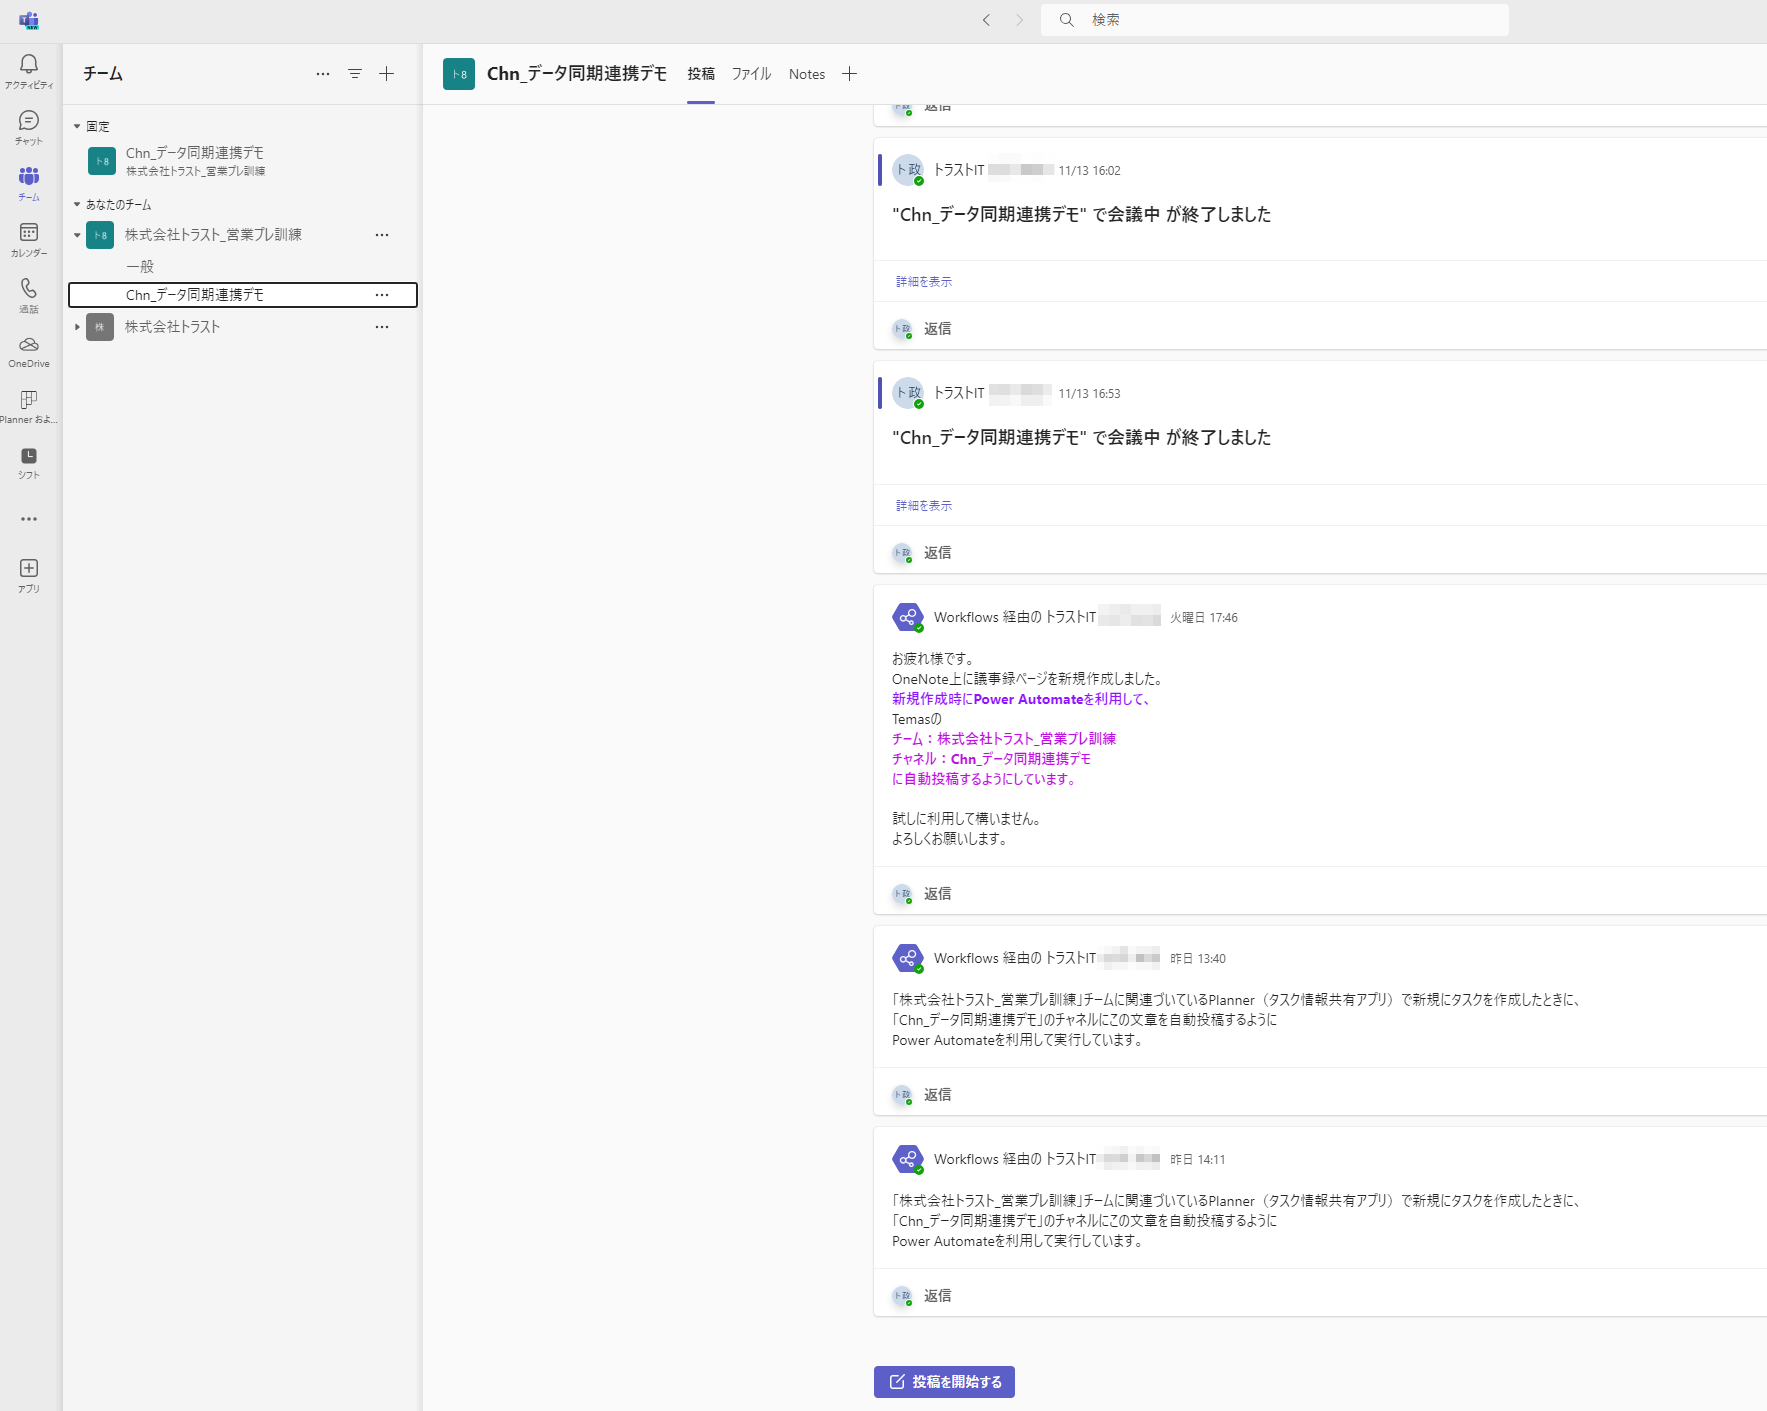 検索
アクティビティ
チャット
チーム
カレンダー
通話
OneDrive
Planner およ...
シフト
アプリ
チーム
固定
ト8
Chn_データ同期連携デモ
株式会社トラスト_営業プレ訓練
あなたのチーム
ト8
株式会社トラスト_営業プレ訓練
一般
Chn_データ同期連携デモ
株
株式会社トラスト
ト8
Chn_データ同期連携デモ
投稿
ファイル
Notes
返信
ト政
トラストIT
11/13 16:02
"Chn_データ同期連携デモ" で会議中 が終了しました
詳細を表示
ト政
返信
ト政
トラストIT
11/13 16:53
"Chn_データ同期連携デモ" で会議中 が終了しました
詳細を表示
ト政
返信
Workflows 経由の トラストIT
火曜日 17:46
お疲れ様です。
OneNote上に議事録ページを新規作成しました。
新規作成時にPower Automateを利用して、
Temasの
チーム：株式会社トラスト_営業プレ訓練
チャネル：Chn_データ同期連携デモ
に自動投稿するようにしています。
試しに利用して構いません。
よろしくお願いします。
ト政
返信
Workflows 経由の トラストIT
昨日 13:40
「株式会社トラスト_営業プレ訓練」チームに関連づいているPlanner（タスク情報共有アプリ）で新規にタスクを作成したときに、
「Chn_データ同期連携デモ」のチャネルにこの文章を自動投稿するように
Power Automateを利用して実行しています。
ト政
返信
Workflows 経由の トラストIT
昨日 14:11
「株式会社トラスト_営業プレ訓練」チームに関連づいているPlanner（タスク情報共有アプリ）で新規にタスクを作成したときに、
「Chn_データ同期連携デモ」のチャネルにこの文章を自動投稿するように
Power Automateを利用して実行しています。
ト政
返信
投稿を開始する